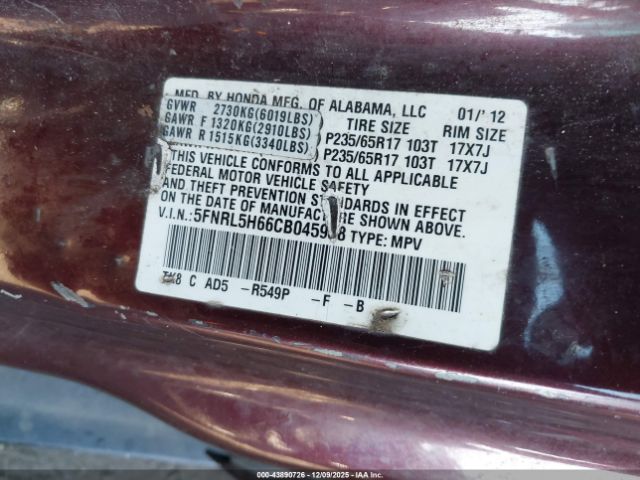 MFD. BY HONDA MFG. OF ALABAMA, LLC 01/'12
GVWR 2730KG(6019LBS) TIRE SIZE RIM SIZE
GAWR F 1320KG(2910LBS) P235/65R17 103T 17X7J
GAWR R 1515KG(3340LBS) P235/65R17 103T 17X7J
THIS VEHICLE CONFORMS TO ALL APPLICABLE
FEDERAL MOTOR VEHICLE SAFETY
AND THEFT PREVENTION STANDARDS IN EFFECT
ON THE DATE OF MANUFACTURE SHOWN ABOVE.
V.I.N.: TYPE: MPV
C AD5 -R549P -F -B
000-43890726 12/09/2025 IAAI.COM